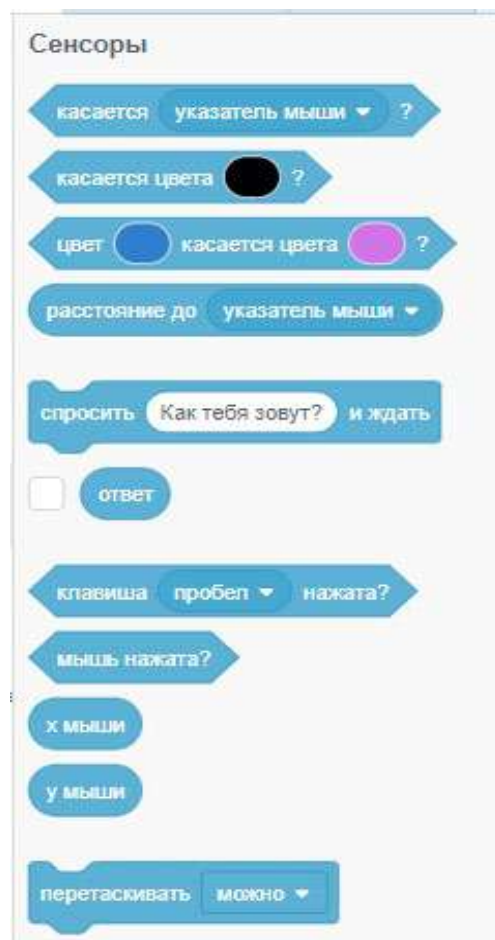 Сенсоры
касается указатель мыши ?
касается цвета ?
цвет касается цвета ?
расстояние до указатель мыши
спросить Как тебя зовут? и ждать
ответ
клавиша пробел нажата?
мышь нажата?
х мыши
у мыши
перетаскивать можно